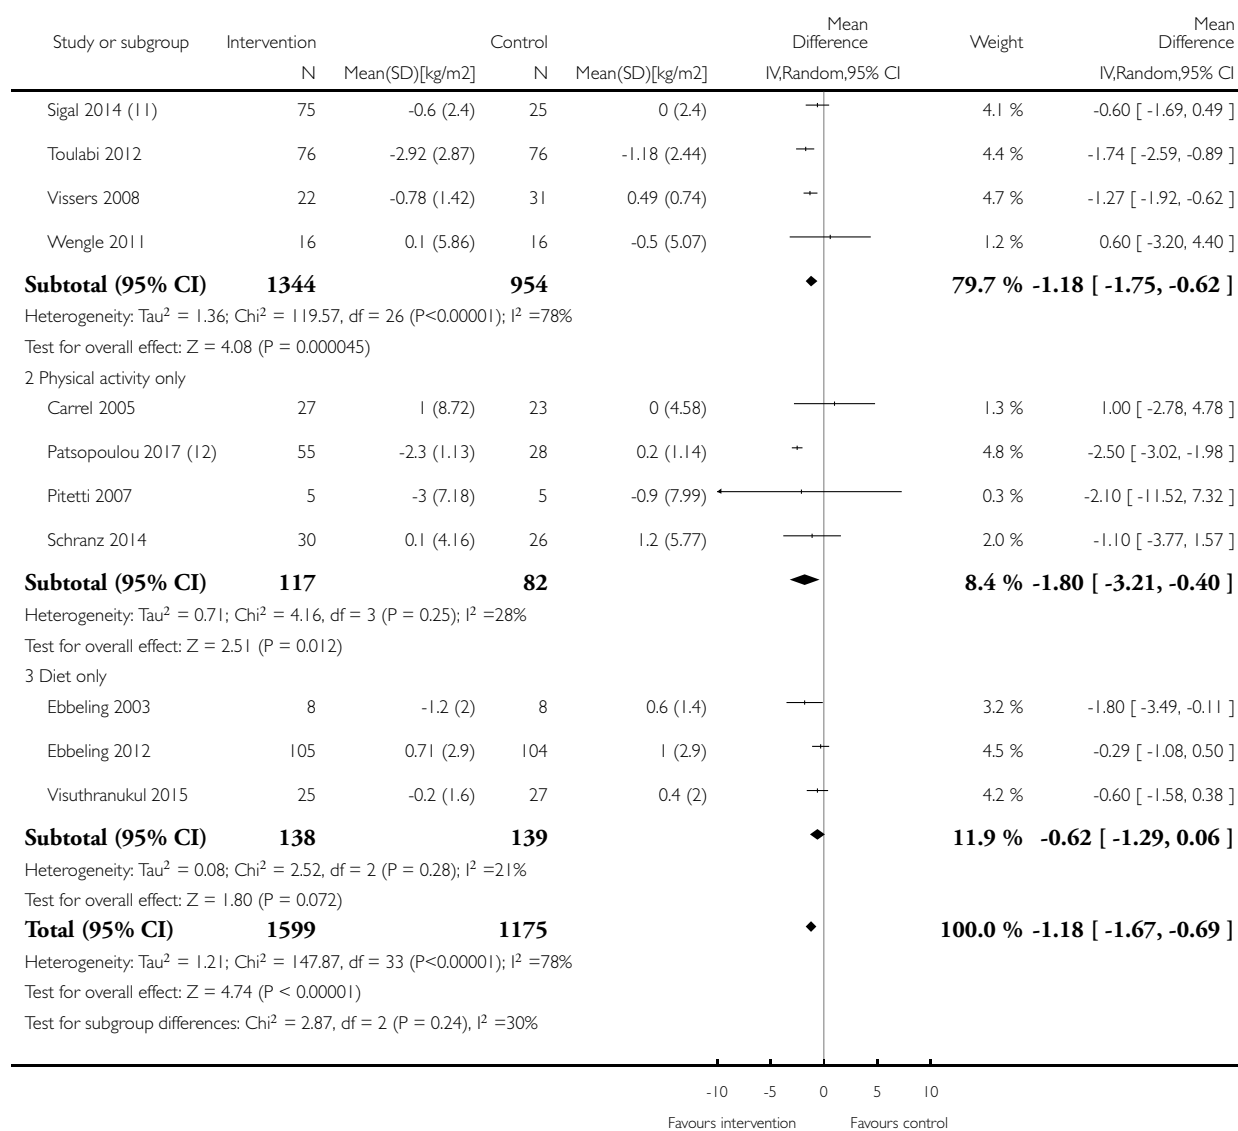 Study or subgroup Intervention Control Mean Difference Weight Mean Difference
N Mean(SD)[kg/m2] N Mean(SD)[kg/m2] IV,Random,95% CI IV,Random,95% CI
Sigal 2014 (11) 75 -0.6 (2.4) 25 0 (2.4) 4.1 % -0.60 [ -1.69, 0.49 ]
Toulabi 2012 76 -2.92 (2.87) 76 -1.18 (2.44) 4.4 % -1.74 [ -2.59, -0.89 ]
Vissers 2008 22 -0.78 (1.42) 31 0.49 (0.74) 4.7 % -1.27 [ -1.92, -0.62 ]
Wengle 2011 16 0.1 (5.86) 16 -0.5 (5.07) 1.2 % 0.60 [ -3.20, 4.40 ]
Subtotal (95% CI) 1344 954 79.7 % -1.18 [ -1.75, -0.62 ]
Heterogeneity: Tau² = 1.36; Chi² = 119.57, df = 26 (P<0.00001); I² =78%
Test for overall effect: Z = 4.08 (P = 0.000045)
2 Physical activity only
Carrel 2005 27 1 (8.72) 23 0 (4.58) 1.3 % 1.00 [ -2.78, 4.78 ]
Patsopoulou 2017 (12) 55 -2.3 (1.13) 28 0.2 (1.14) 4.8 % -2.50 [ -3.02, -1.98 ]
Pitetti 2007 5 -3 (7.18) 5 -0.9 (7.99) 0.3 % -2.10 [ -11.52, 7.32 ]
Schranz 2014 30 0.1 (4.16) 26 1.2 (5.77) 2.0 % -1.10 [ -3.77, 1.57 ]
Subtotal (95% CI) 117 82 8.4 % -1.80 [ -3.21, -0.40 ]
Heterogeneity: Tau² = 0.71; Chi² = 4.16, df = 3 (P = 0.25); I² =28%
Test for overall effect: Z = 2.51 (P = 0.012)
3 Diet only
Ebbeling 2003 8 -1.2 (2) 8 0.6 (1.4) 3.2 % -1.80 [ -3.49, -0.11 ]
Ebbeling 2012 105 0.71 (2.9) 104 1 (2.9) 4.5 % -0.29 [ -1.08, 0.50 ]
Visuthranukul 2015 25 -0.2 (1.6) 27 0.4 (2) 4.2 % -0.60 [ -1.58, 0.38 ]
Subtotal (95% CI) 138 139 11.9 % -0.62 [ -1.29, 0.06 ]
Heterogeneity: Tau² = 0.08; Chi² = 2.52, df = 2 (P = 0.28); I² =21%
Test for overall effect: Z = 1.80 (P = 0.072)
Total (95% CI) 1599 1175 100.0 % -1.18 [ -1.67, -0.69 ]
Heterogeneity: Tau² = 1.21; Chi² = 147.87, df = 33 (P<0.00001); I² =78%
Test for overall effect: Z = 4.74 (P < 0.00001)
Test for subgroup differences: Chi² = 2.87, df = 2 (P = 0.24), I² =30%
-10 -5 0 5 10
Favours intervention Favours control